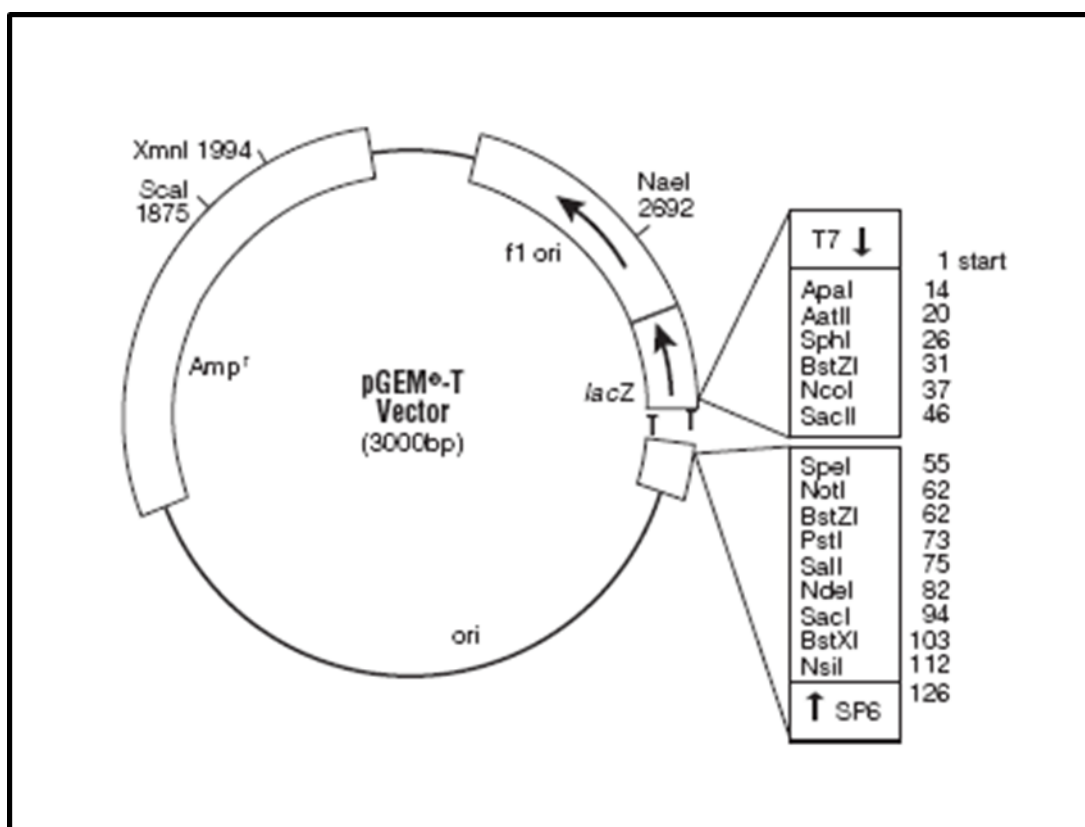 XmnI 1994
ScaI
1875
NaeI
2692
f1 ori
Ampʳ
pGEM®-T
Vector
(3000bp)
lacZ
T T
ori
T7 ↓
1 start
ApaI 14
AatII 20
SphI 26
BstZI 31
NcoI 37
SacII 46
SpeI 55
NotI 62
BstZI 62
PstI 73
SalI 75
NdeI 82
SacI 94
BstXI 103
NsiI 112
126
↑ SP6